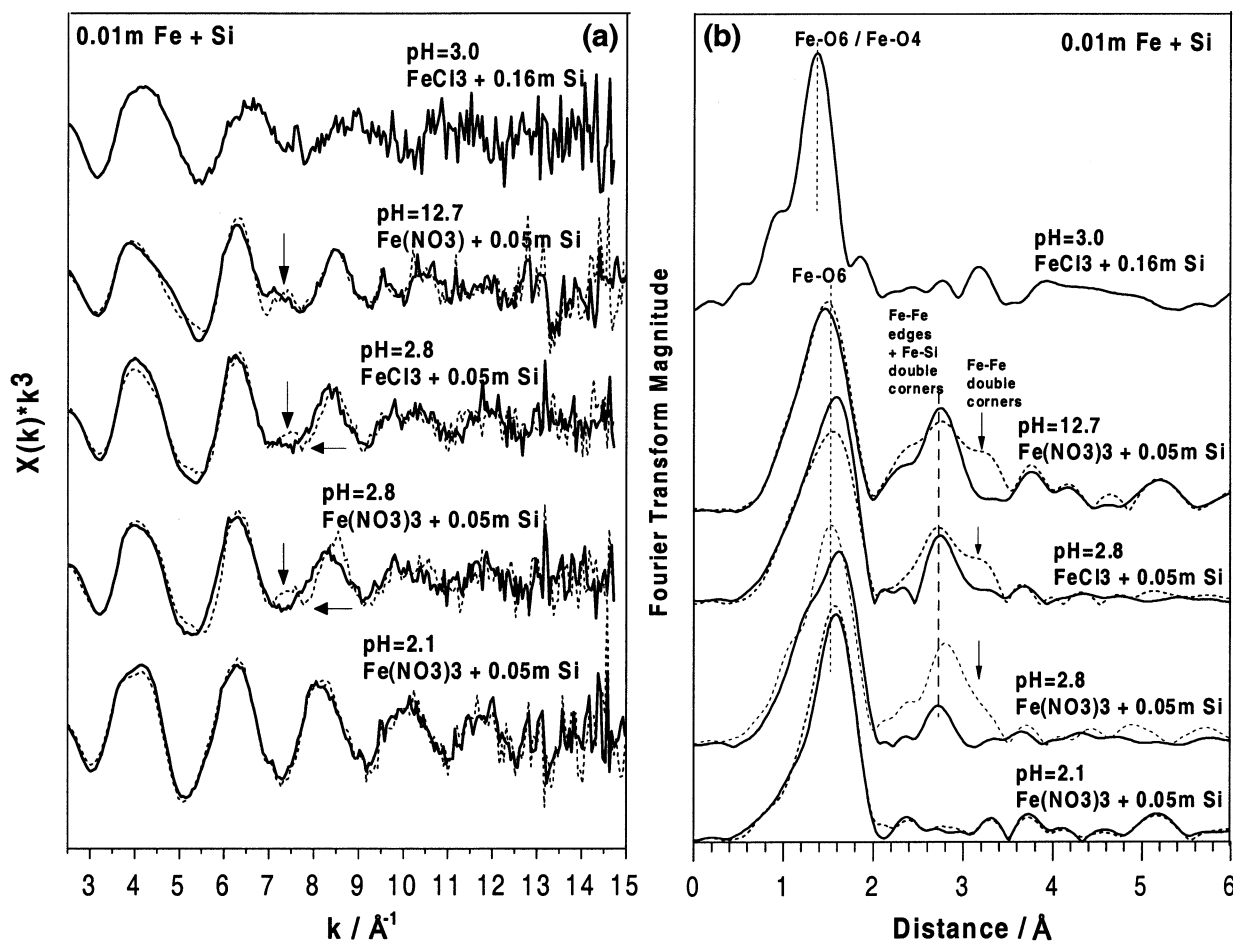 0.01m Fe + Si
(a)
pH=3.0
FeCl3 + 0.16m Si
pH=12.7
Fe(NO3) + 0.05m Si
pH=2.8
FeCl3 + 0.05m Si
pH=2.8
Fe(NO3)3 + 0.05m Si
pH=2.1
Fe(NO3)3 + 0.05m Si
X(k)*k3
3 4 5 6 7 8 9 10 11 12 13 14 15
k / Å-1
(b)
Fe-O6 / Fe-O4
0.01m Fe + Si
pH=3.0
FeCl3 + 0.16m Si
Fe-O6
Fe-Fe
edges
+ Fe-Si
double
corners
Fe-Fe
double
corners
pH=12.7
Fe(NO3)3 + 0.05m Si
pH=2.8
FeCl3 + 0.05m Si
pH=2.8
Fe(NO3)3 + 0.05m Si
pH=2.1
Fe(NO3)3 + 0.05m Si
Fourier Transform Magnitude
0 1 2 3 4 5 6
Distance / Å